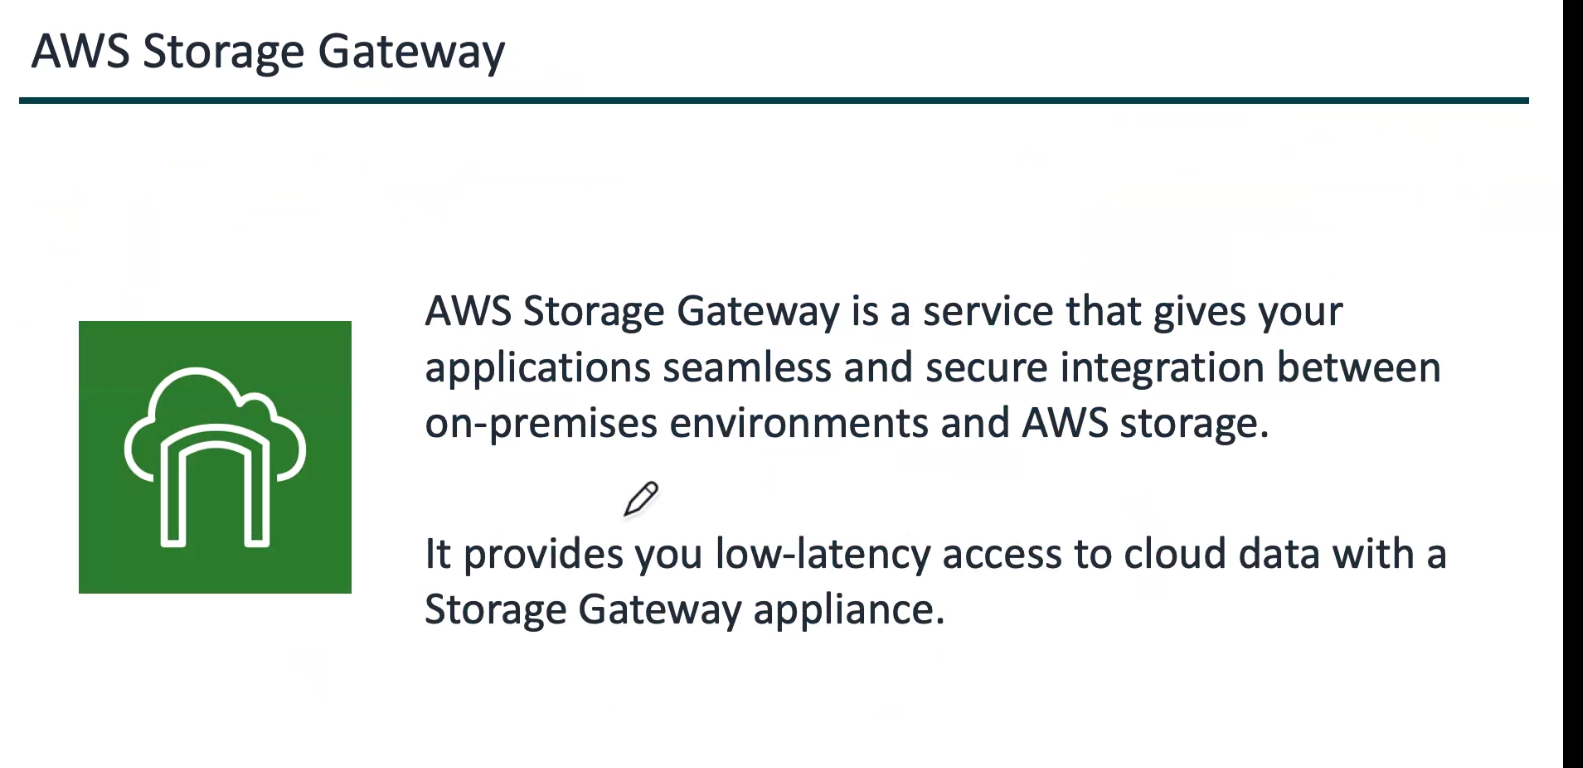 AWS Storage Gateway
AWS Storage Gateway is a service that gives your
applications seamless and secure integration between
on-premises environments and AWS storage.
It provides you low-latency access to cloud data with a
Storage Gateway appliance.